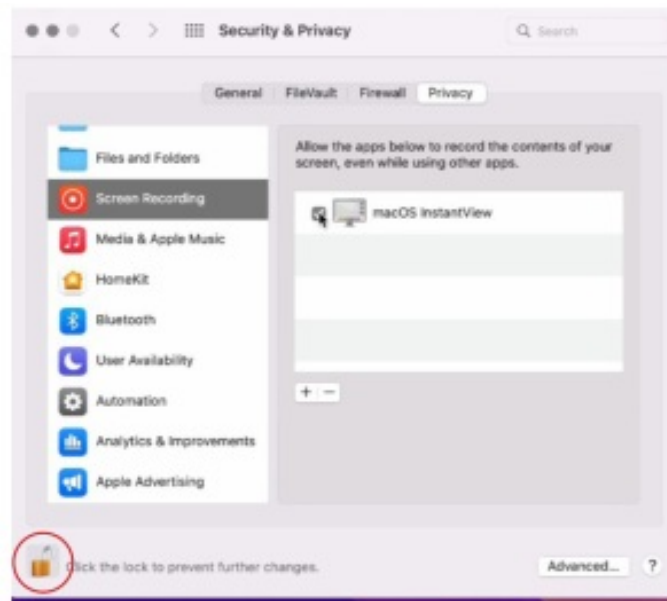 Security & Privacy
Search
General FileVault Firewall Privacy
Files and Folders
Screen Recording
Media & Apple Music
HomeKit
Bluetooth
User Availability
Automation
Analytics & Improvements
Apple Advertising
Allow the apps below to record the contents of your
screen, even while using other apps.
macOS InstantView
+ −
Click the lock to prevent further changes.
Advanced... ?